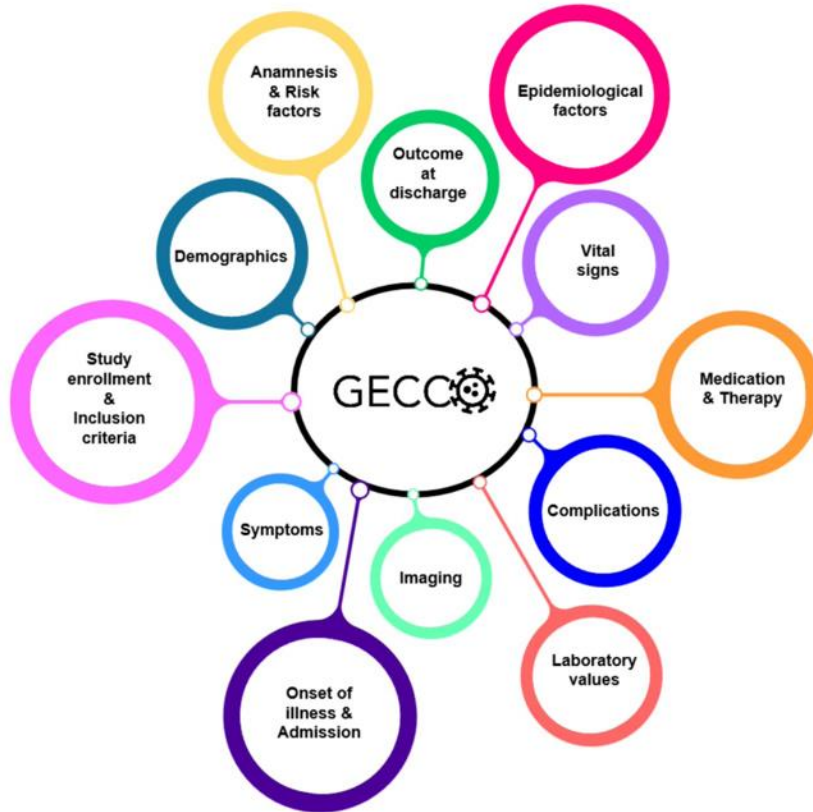 Anamnesis
& Risk
factors
Epidemiological
factors
Outcome
at
discharge
Demographics
Vital
signs
Study
enrollment
&
Inclusion
criteria
GECCO
Medication
& Therapy
Symptoms
Complications
Imaging
Laboratory
values
Onset of
illness &
Admission